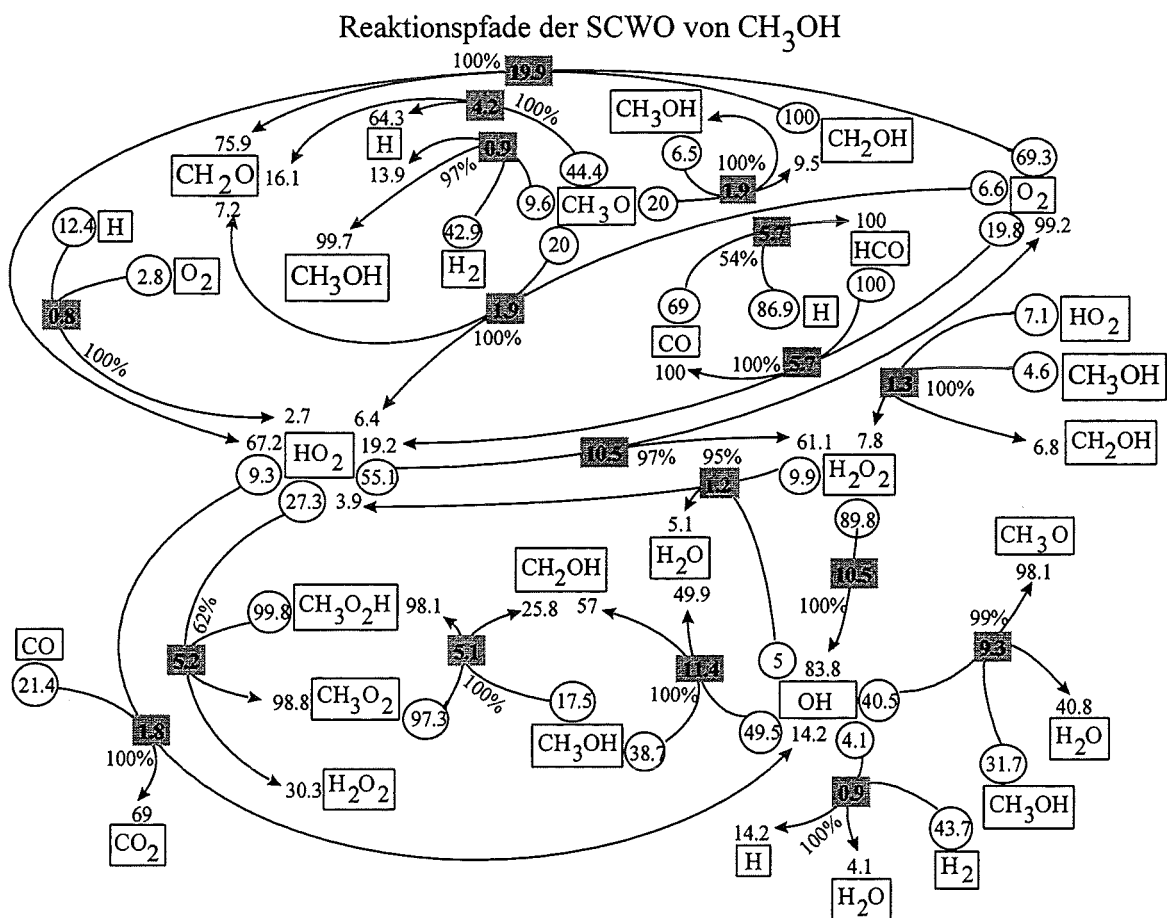 Reaktionspfade der SCWO von CH3OH
100% 19.9
4.2 100%
64.3
H
0.9
13.9 97%
75.9
CH2O 16.1
7.2
44.4
9.6 CH3O 20
20
42.9
H2
99.7
CH3OH
CH3OH
6.5
100%
1.9
9.5
100
CH2OH
69.3
6.6 O2
19.8 99.2
12.4 H
2.8 O2
0.8
100%
1.9
100%
5.7
54%
100
HCO
100
69
CO
100
86.9 H
100% 5.7
7.1 HO2
4.6 CH3OH
1.3 100%
6.8 CH2OH
2.7 6.4
67.2 HO2 19.2
9.3 55.1
27.3 3.9
10.5 97%
61.1 7.8
9.9 H2O2
89.8
95%
1.2
5.1
H2O
49.9
10.5
100%
CH3O
98.1
99%
9.3
40.8
H2O
31.7
CH3OH
62%
99.8 CH3O2H
5.2
98.8 CH3O2 97.3
30.3 H2O2
98.1
CH2OH
25.8 57
5.1
100%
17.5
CH3OH 38.7
11.4
100%
49.5
5
83.8
OH 40.5
14.2 4.1
CO
21.4
1.8
100%
69
CO2
0.9
100%
14.2
H
4.1
H2O
43.7
H2